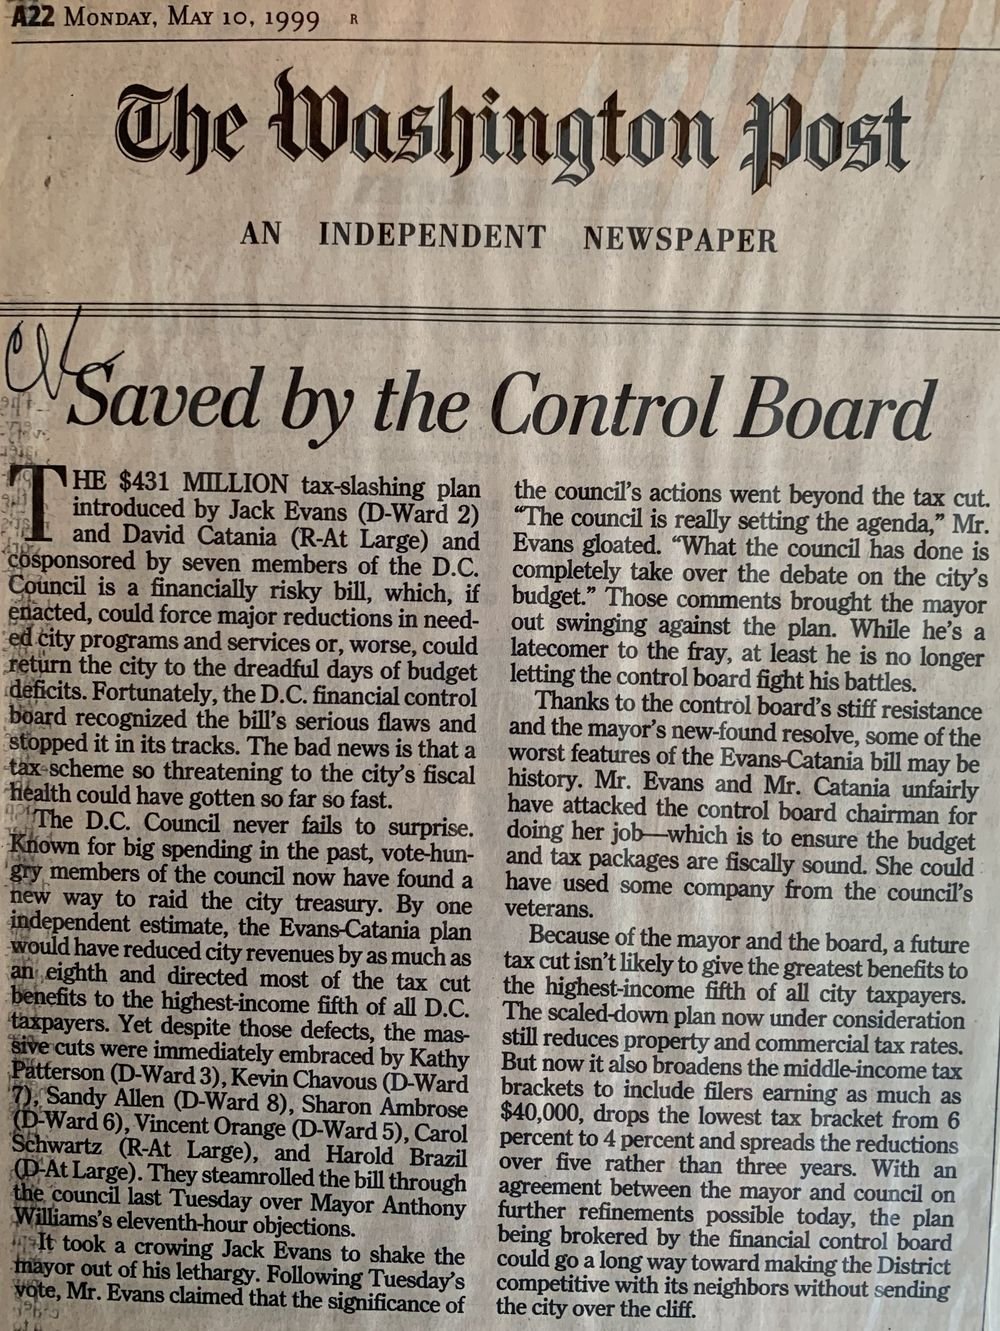 A22 MONDAY, MAY 10, 1999 R
The Washington Post
AN INDEPENDENT NEWSPAPER
Saved by the Control Board
THE $431 MILLION tax-slashing plan
introduced by Jack Evans (D-Ward 2)
and David Catania (R-At Large) and
cosponsored by seven members of the D.C.
Council is a financially risky bill, which, if
enacted, could force major reductions in need-
ed city programs and services or, worse, could
return the city to the dreadful days of budget
deficits. Fortunately, the D.C. financial control
board recognized the bill's serious flaws and
stopped it in its tracks. The bad news is that a
tax scheme so threatening to the city's fiscal
health could have gotten so far so fast.
The D.C. Council never fails to surprise.
Known for big spending in the past, vote-hun-
gry members of the council now have found a
new way to raid the city treasury. By one
independent estimate, the Evans-Catania plan
would have reduced city revenues by as much as
an eighth and directed most of the tax cut
benefits to the highest-income fifth of all D.C.
taxpayers. Yet despite those defects, the mas-
sive cuts were immediately embraced by Kathy
Patterson (D-Ward 3), Kevin Chavous (D-Ward
7), Sandy Allen (D-Ward 8), Sharon Ambrose
(D-Ward 6), Vincent Orange (D-Ward 5), Carol
Schwartz (R-At Large), and Harold Brazil
(D-At Large). They steamrolled the bill through
the council last Tuesday over Mayor Anthony
Williams's eleventh-hour objections.
It took a crowing Jack Evans to shake the
mayor out of his lethargy. Following Tuesday's
vote, Mr. Evans claimed that the significance of
the council's actions went beyond the tax cut.
"The council is really setting the agenda," Mr.
Evans gloated. "What the council has done is
completely take over the debate on the city's
budget." Those comments brought the mayor
out swinging against the plan. While he's a
latecomer to the fray, at least he is no longer
letting the control board fight his battles.
Thanks to the control board's stiff resistance
and the mayor's new-found resolve, some of the
worst features of the Evans-Catania bill may be
history. Mr. Evans and Mr. Catania unfairly
have attacked the control board chairman for
doing her job—which is to ensure the budget
and tax packages are fiscally sound. She could
have used some company from the council's
veterans.
Because of the mayor and the board, a future
tax cut isn't likely to give the greatest benefits to
the highest-income fifth of all city taxpayers.
The scaled-down plan now under consideration
still reduces property and commercial tax rates.
But now it also broadens the middle-income tax
brackets to include filers earning as much as
$40,000, drops the lowest tax bracket from 6
percent to 4 percent and spreads the reductions
over five rather than three years. With an
agreement between the mayor and council on
further refinements possible today, the plan
being brokered by the financial control board
could go a long way toward making the District
competitive with its neighbors without sending
the city over the cliff.